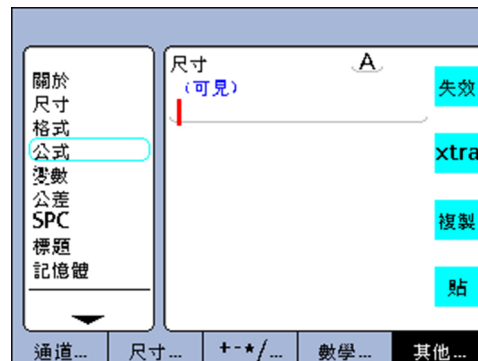 關於
尺寸
格式
公式
變數
公差
SPC
標題
記憶體
尺寸
A
(可見)
失效
xtra
複製
貼
通道...
尺寸...
+-*/...
數學...
其他...